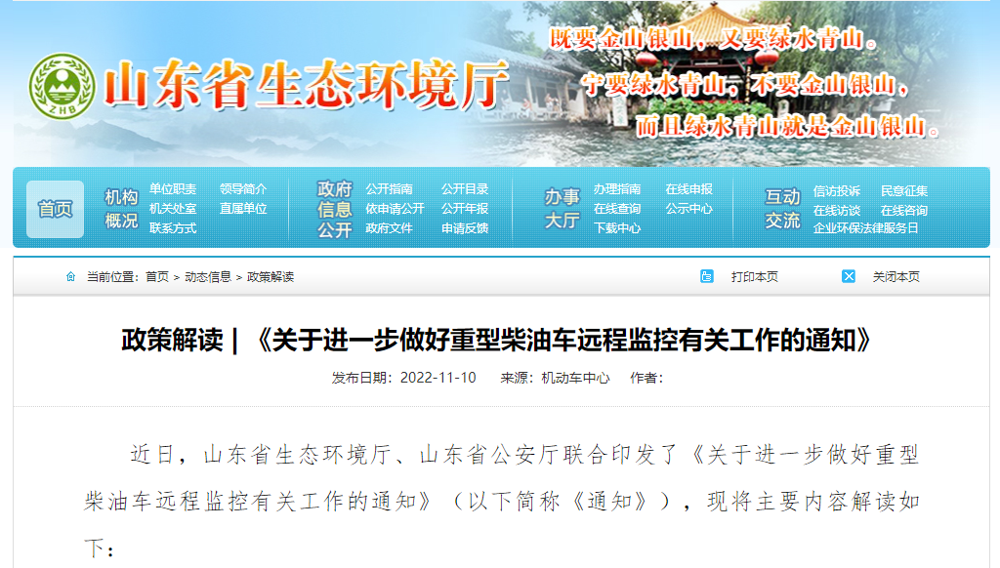 既要金山银山，又要绿水青山。
宁要绿水青山，不要金山银山，
而且绿水青山就是金山银山。
ZHB
山东省生态环境厅
首页
机构
概况
单位职责 领导简介
机关处室 直属单位
联系方式
政府
信息
公开
公开指南 公开目录
依申请公开 公开年报
政府文件 申请反馈
办事
大厅
办理指南 在线申报
在线查询 公示中心
下载中心
互动
交流
信访投诉 民意征集
在线访谈 在线咨询
企业环保法律服务日
当前位置：首页 > 动态信息 > 政策解读 打印本页 关闭本页
政策解读 | 《关于进一步做好重型柴油车远程监控有关工作的通知》
发布日期：2022-11-10 来源：机动车中心 作者：
近日，山东省生态环境厅、山东省公安厅联合印发了《关于进一步做好重型
柴油车远程监控有关工作的通知》（以下简称《通知》），现将主要内容解读如
下：